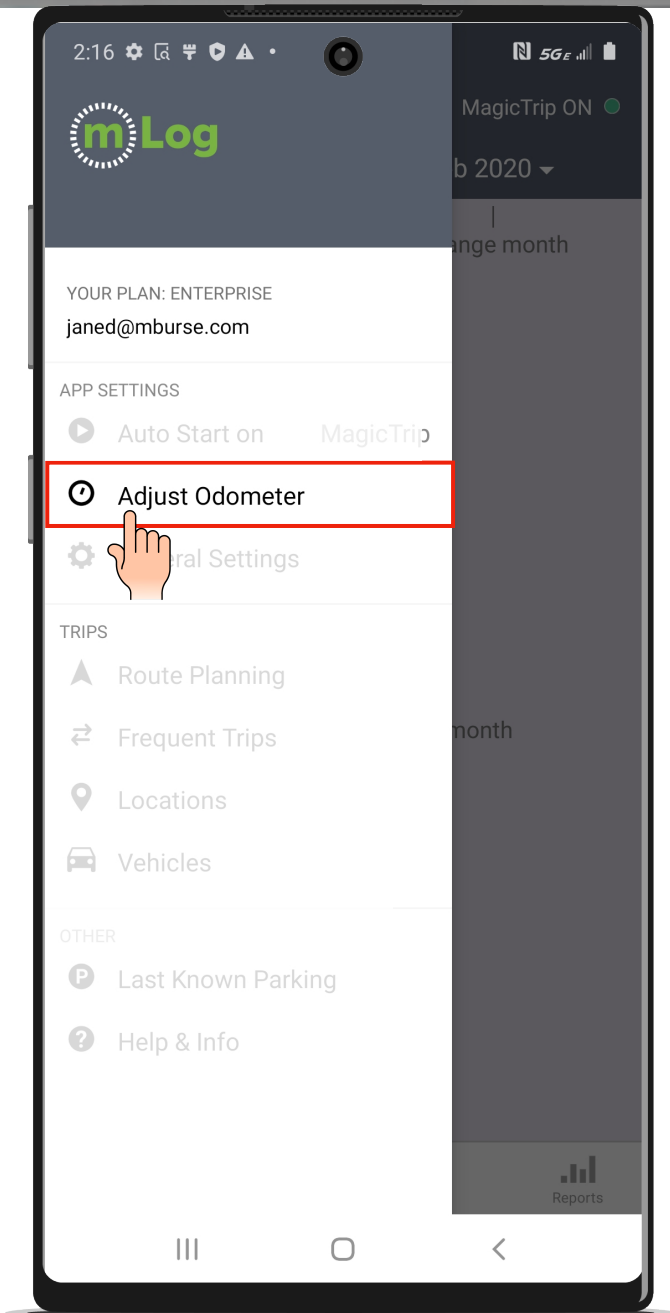 2:16
5GE
mLog
MagicTrip ON
b 2020
ange month
YOUR PLAN: ENTERPRISE
janed@mburse.com
APP SETTINGS
Auto Start on MagicTrip
Adjust Odometer
eral Settings
TRIPS
Route Planning
Frequent Trips
month
Locations
Vehicles
OTHER
P Last Known Parking
? Help & Info
Reports